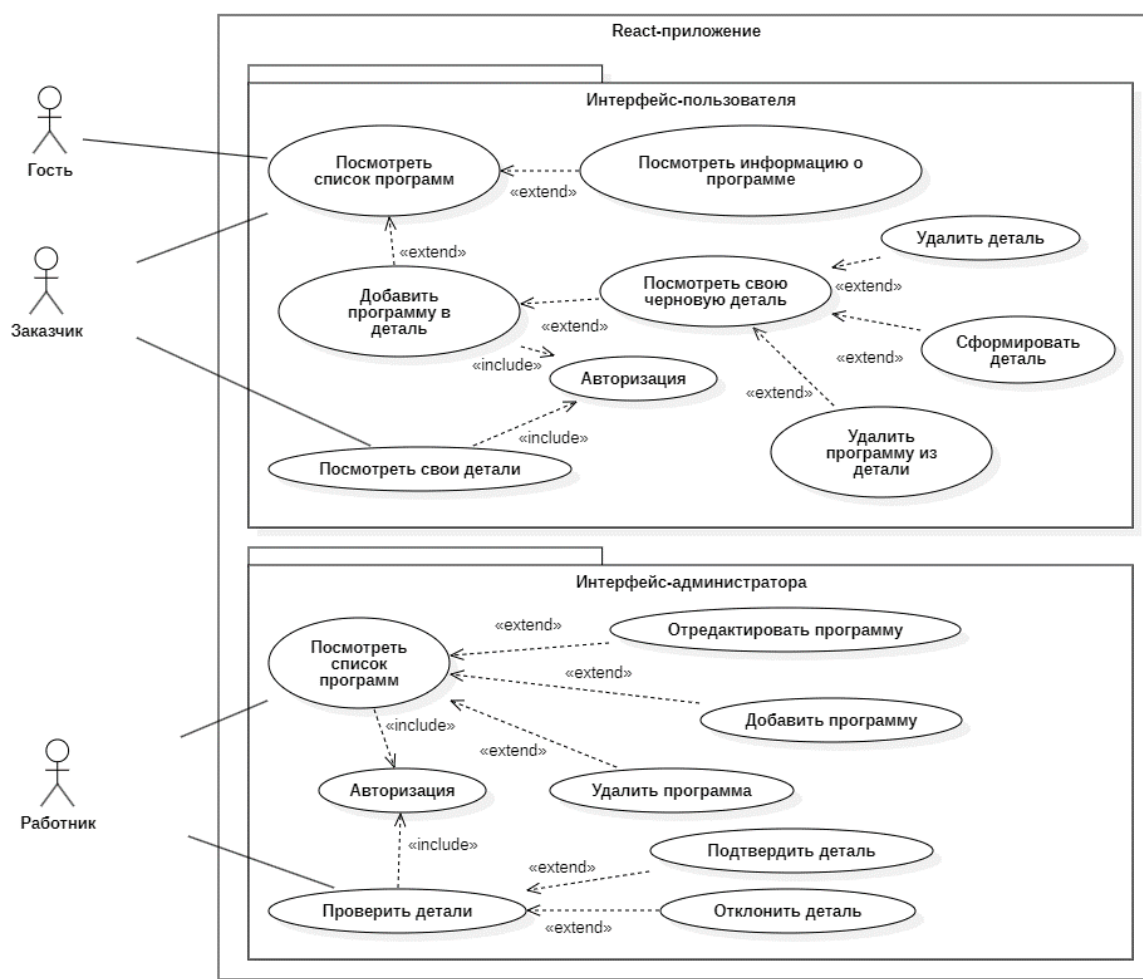 React-приложение
Интерфейс-пользователя
Гость
Посмотреть
список программ
«extend»
Посмотреть информацию о
программе
Заказчик
«extend»
Добавить
программу в
деталь
«extend»
Посмотреть свою
черновую деталь
«extend»
Удалить деталь
«extend»
Сформировать
деталь
«include»
Авторизация
«extend»
Удалить
программу из
детали
«include»
Посмотреть свои детали
Интерфейс-администратора
Посмотреть
список
программ
«extend»
Отредактировать программу
«extend»
Добавить программу
«include»
«extend»
Удалить программа
Работник
Авторизация
«include»
«extend»
Подтвердить деталь
Проверить детали
«extend»
Отклонить деталь